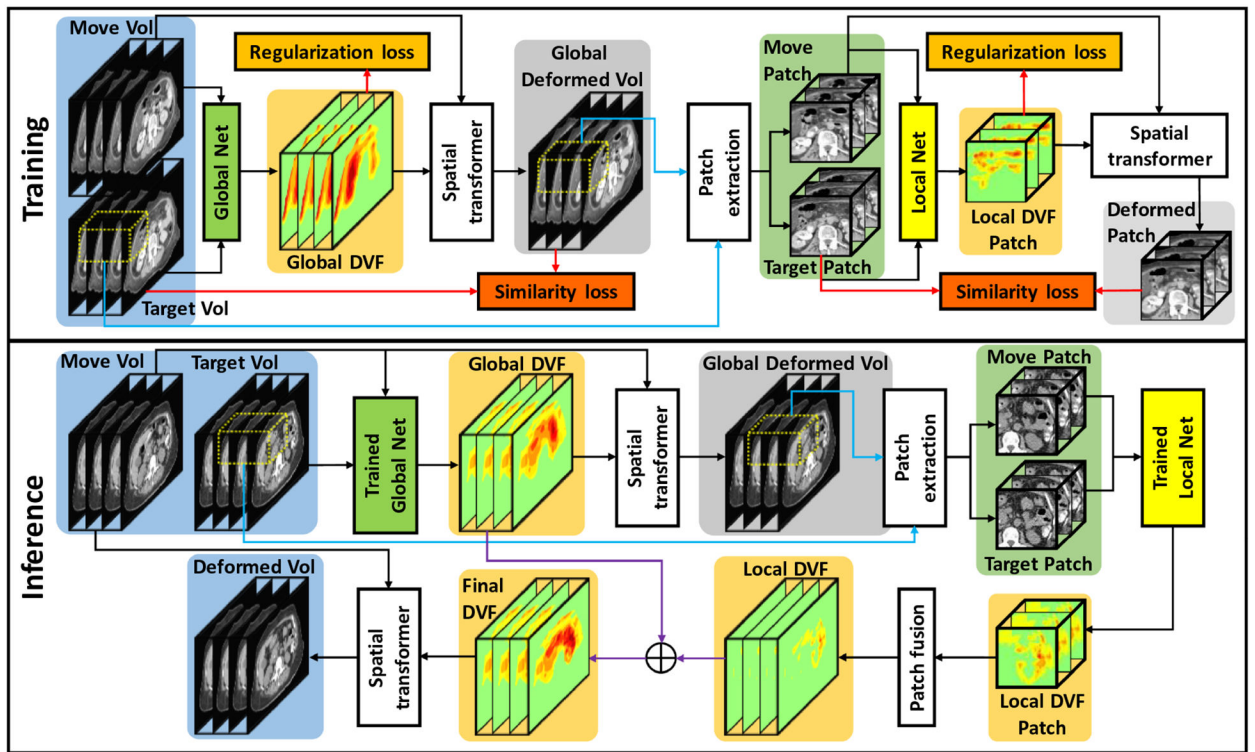 Training
Move Vol
Target Vol
Global Net
Regularization loss
Global DVF
Spatial
transformer
Global
Deformed Vol
Similarity loss
Patch
extraction
Move
Patch
Target Patch
Local Net
Regularization loss
Local DVF
Patch
Spatial
transformer
Deformed
Patch
Similarity loss
Inference
Move Vol
Target Vol
Trained
Global Net
Global DVF
Spatial
transformer
Global Deformed Vol
Patch
extraction
Move Patch
Target Patch
Trained
Local Net
Deformed Vol
Spatial
transformer
Final
DVF
Local DVF
Patch fusion
Local DVF
Patch